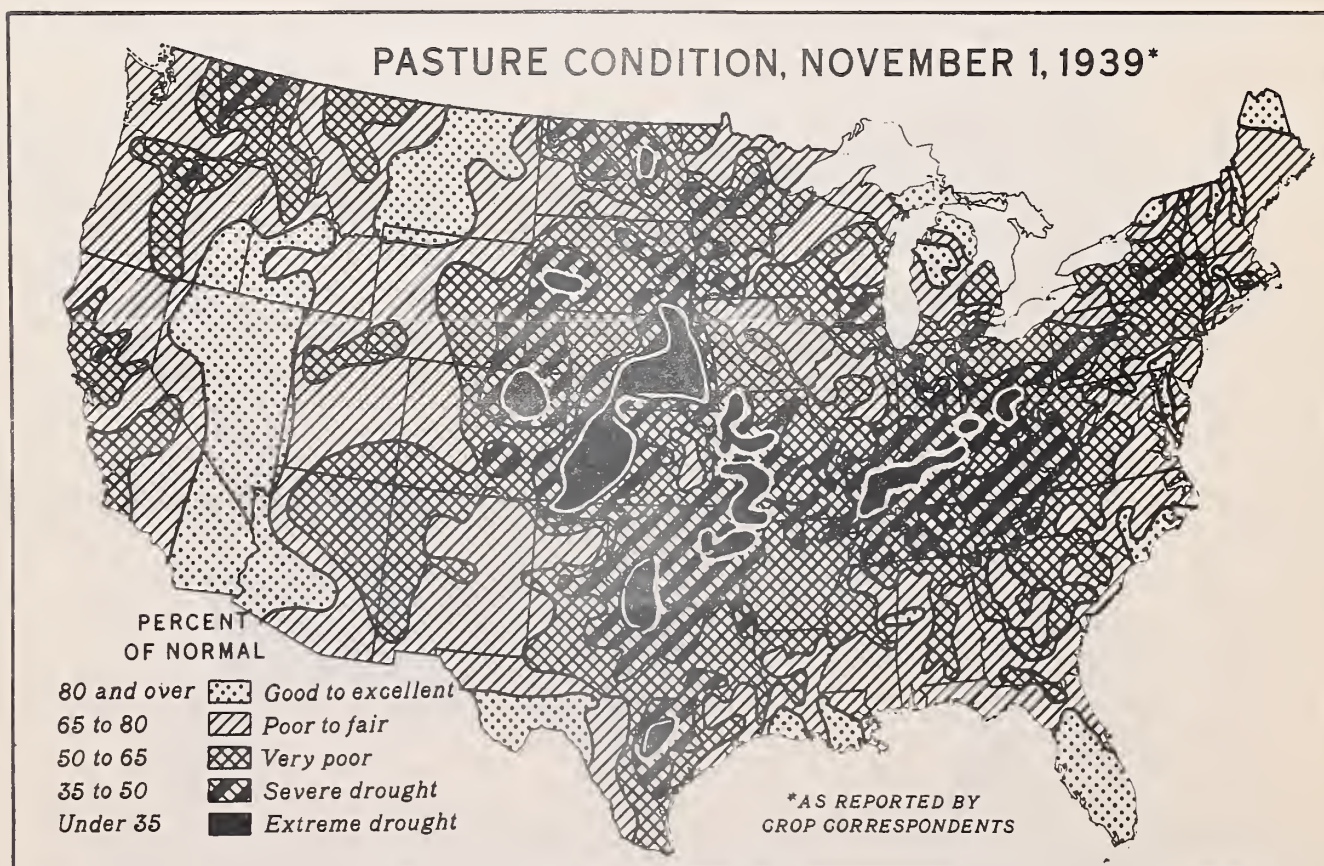 PASTURE CONDITION, NOVEMBER 1, 1939*
PERCENT
OF NORMAL
80 and over Good to excellent
65 to 80 Poor to fair
50 to 65 Very poor
35 to 50 Severe drought
Under 35 Extreme drought
*AS REPORTED BY
CROP CORRESPONDENTS